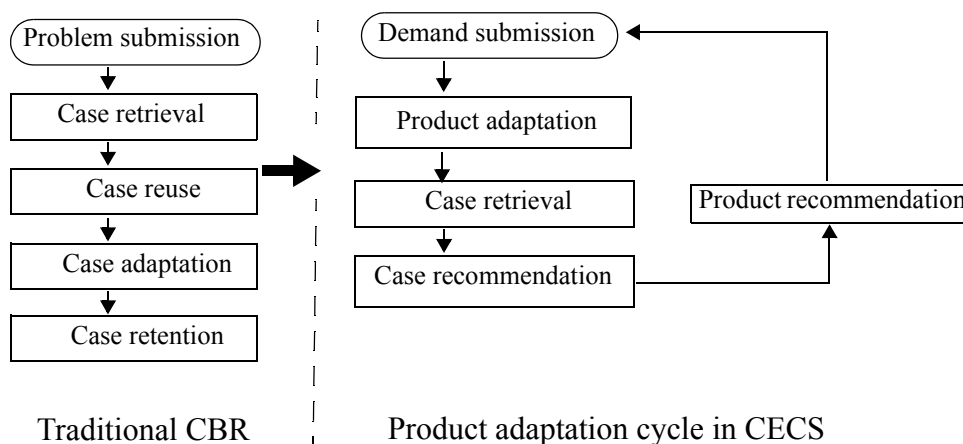 Problem submission
Case retrieval
Case reuse
Case adaptation
Case retention
Traditional CBR
Demand submission
Product adaptation
Case retrieval
Case recommendation
Product recommendation
Product adaptation cycle in CECS